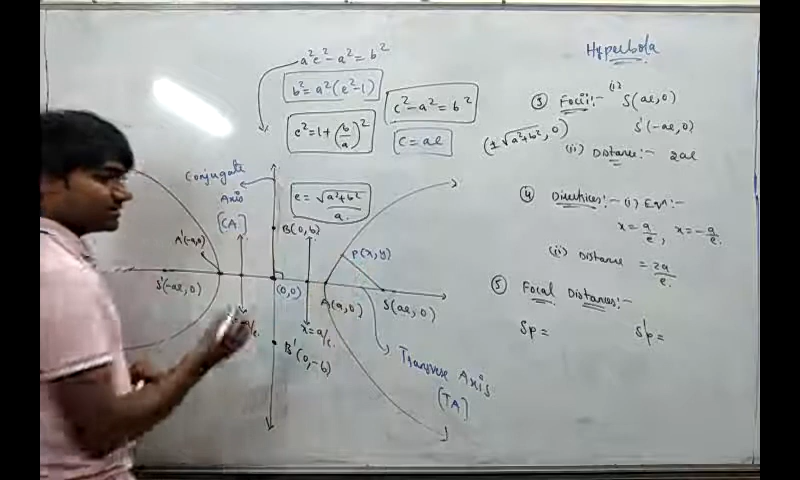 a²e² - a² = b²
b² = a²(e²-1)
c² - a² = b²
e² = 1+(b/a)²
c = ae
e = √a²+b²/a
Conjugate
Axis
[CA]
B(0,b)
P(x,y)
A'(-a,0)
S'(-ae,0)
(0,0)
A(a,0)
S(ae,0)
x=a/e.
B'(0,-b)
Transverse Axis
[TA]
Hyperbola
③ Focii:- (i) S(ae,0)
(±√a²+b²,0) S'(-ae,0)
(ii) Distance:- 2ae
④ Directrices:- (i) Eqn:-
x=a/e, x=-a/e.
(ii) Distance = 2a/e.
⑤ Focal Distances:-
SP= S'P=